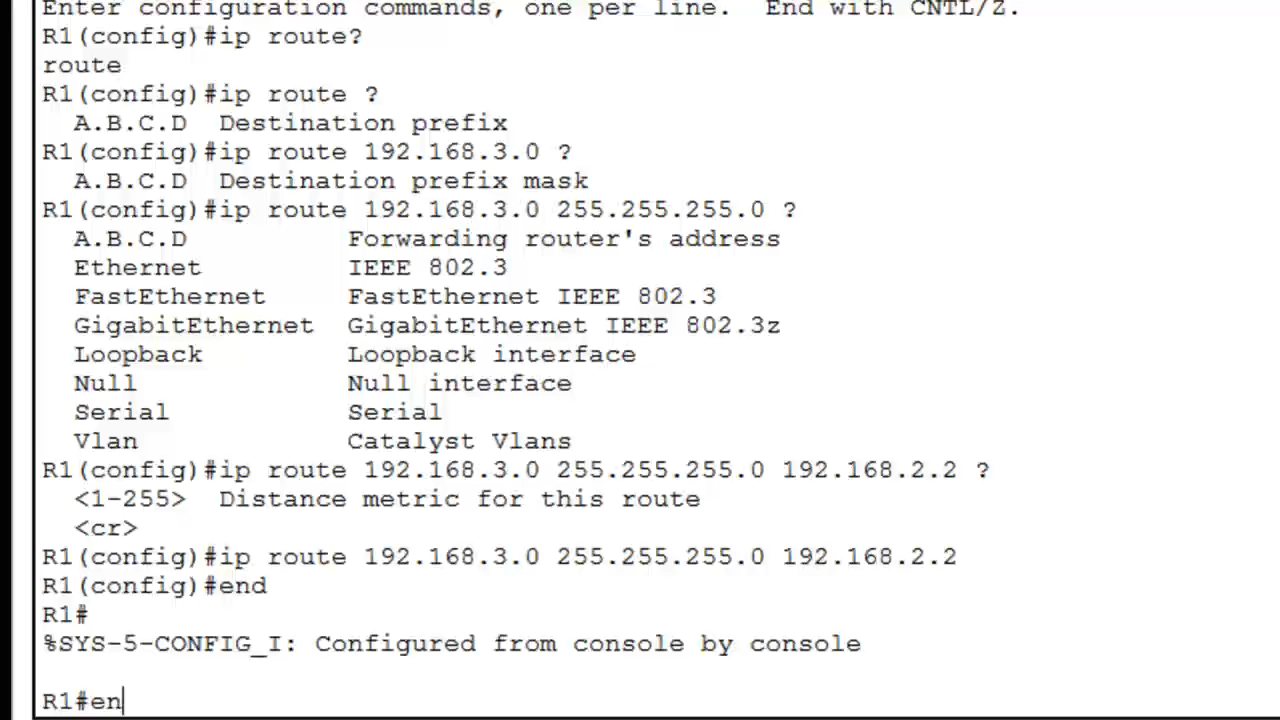 Enter configuration commands, one per line.  End with CNTL/Z.
R1(config)#ip route?
route
R1(config)#ip route ?
  A.B.C.D  Destination prefix
R1(config)#ip route 192.168.3.0 ?
  A.B.C.D  Destination prefix mask
R1(config)#ip route 192.168.3.0 255.255.255.0 ?
  A.B.C.D          Forwarding router's address
  Ethernet         IEEE 802.3
  FastEthernet     FastEthernet IEEE 802.3
  GigabitEthernet  GigabitEthernet IEEE 802.3z
  Loopback         Loopback interface
  Null             Null interface
  Serial           Serial
  Vlan             Catalyst Vlans
R1(config)#ip route 192.168.3.0 255.255.255.0 192.168.2.2 ?
  <1-255>  Distance metric for this route
  <cr>
R1(config)#ip route 192.168.3.0 255.255.255.0 192.168.2.2
R1(config)#end
R1#
%SYS-5-CONFIG_I: Configured from console by console
R1#en